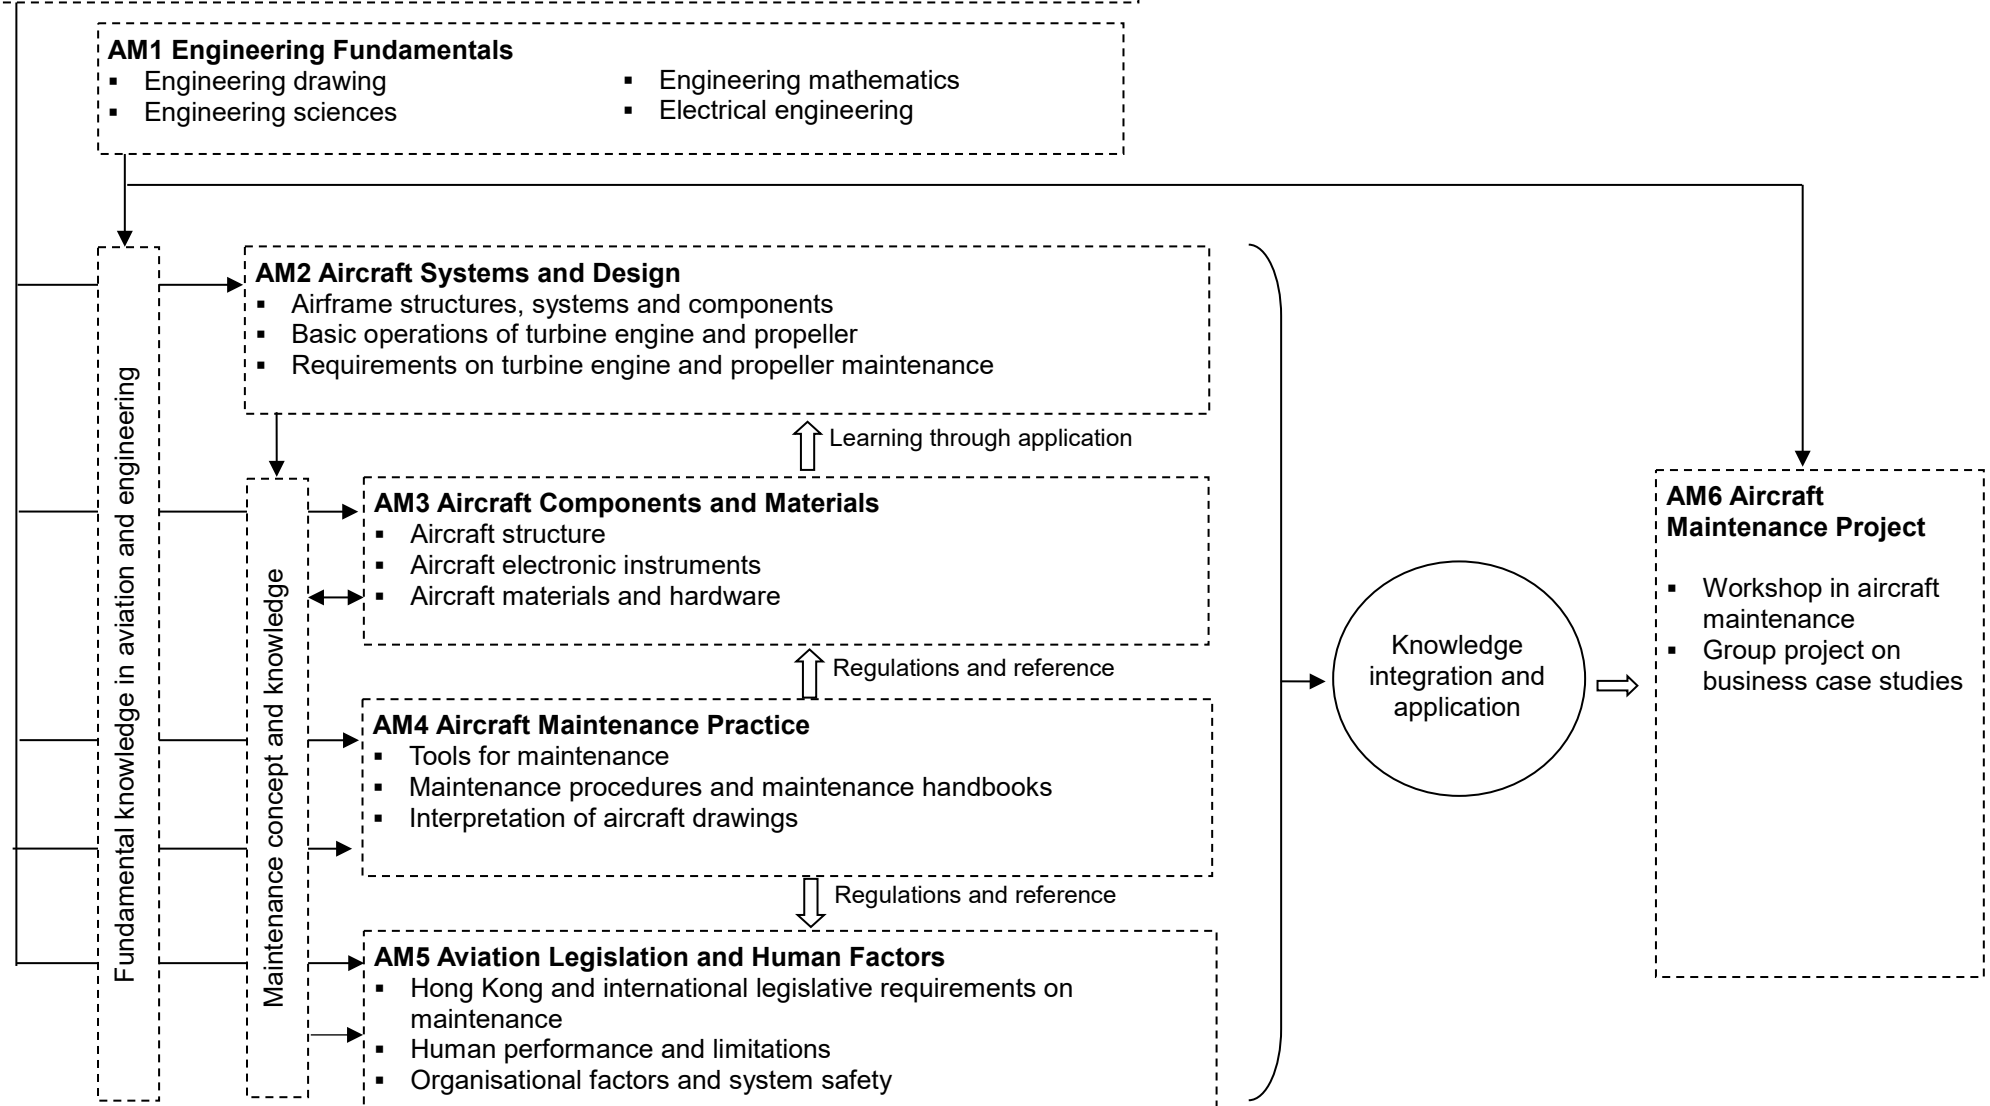 AM1 Engineering Fundamentals
▪ Engineering drawing
▪ Engineering sciences
▪ Engineering mathematics
▪ Electrical engineering
Fundamental knowledge in aviation and engineering
AM2 Aircraft Systems and Design
▪ Airframe structures, systems and components
▪ Basic operations of turbine engine and propeller
▪ Requirements on turbine engine and propeller maintenance
Learning through application
Maintenance concept and knowledge
AM3 Aircraft Components and Materials
▪ Aircraft structure
▪ Aircraft electronic instruments
▪ Aircraft materials and hardware
Regulations and reference
AM4 Aircraft Maintenance Practice
▪ Tools for maintenance
▪ Maintenance procedures and maintenance handbooks
▪ Interpretation of aircraft drawings
Regulations and reference
AM5 Aviation Legislation and Human Factors
▪ Hong Kong and international legislative requirements on
maintenance
▪ Human performance and limitations
▪ Organisational factors and system safety
Knowledge
integration and
application
AM6 Aircraft
Maintenance Project
▪ Workshop in aircraft
maintenance
▪ Group project on
business case studies